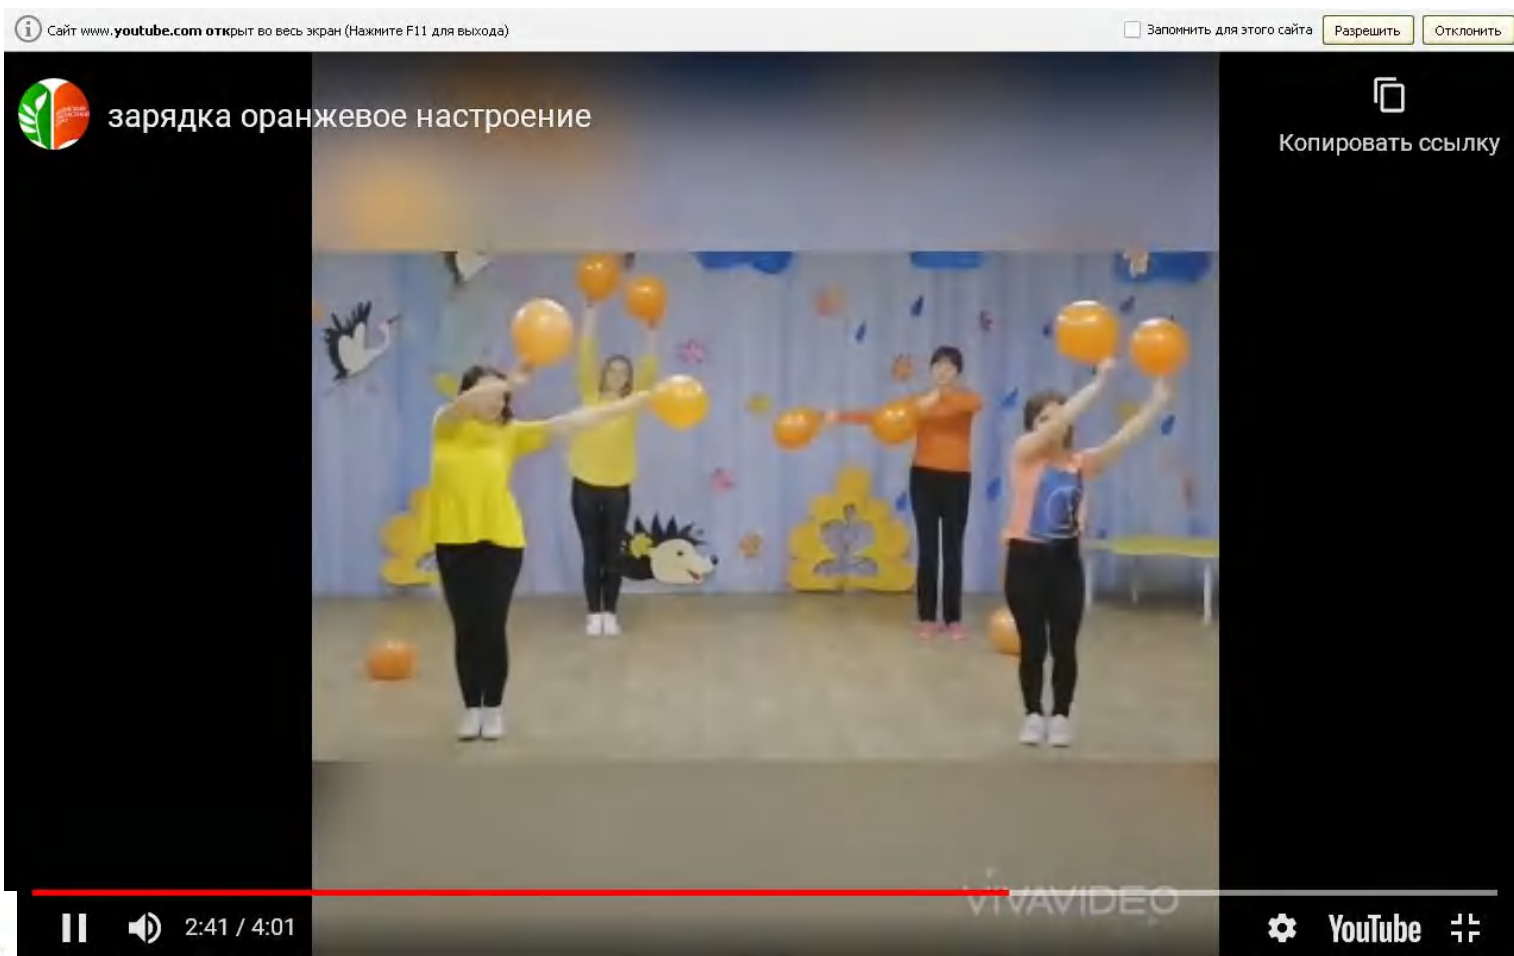 Сайт www.youtube.com открыт во весь экран (Нажмите F11 для выхода)
Запомнить для этого сайта
Разрешить
Отклонить
зарядка оранжевое настроение
Копировать ссылку
VIVAVIDEO
2:41 / 4:01
YouTube